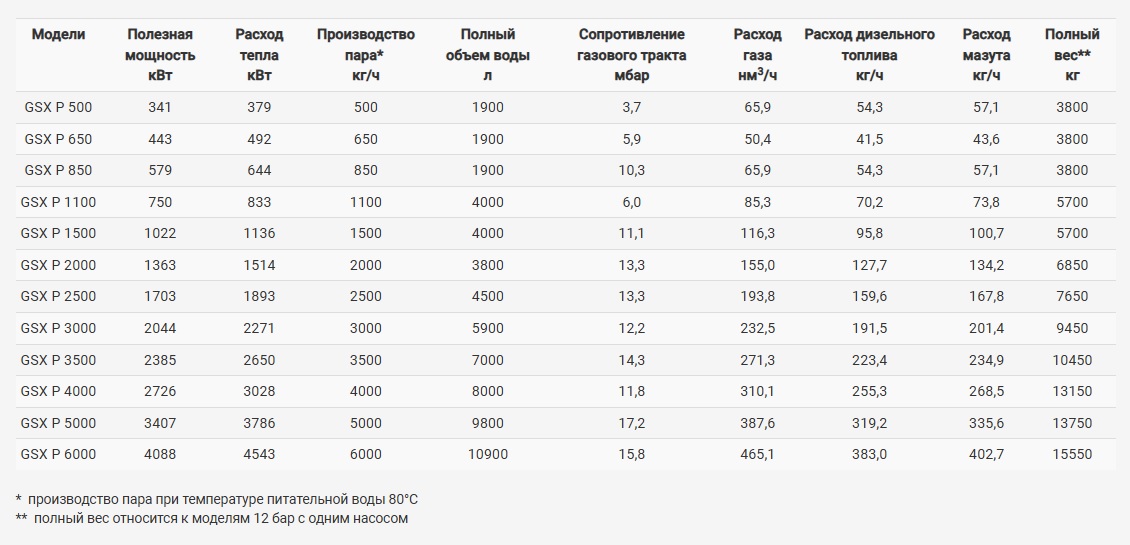 Модели Полезная мощность кВт Расход тепла кВт Производство пара* кг/ч Полный объем воды л Сопротивление газового тракта мбар Расход газа нм³/ч Расход дизельного топлива кг/ч Расход мазута кг/ч Полный вес** кг
GSX P 500 341 379 500 1900 3,7 65,9 54,3 57,1 3800
GSX P 650 443 492 650 1900 5,9 50,4 41,5 43,6 3800
GSX P 850 579 644 850 1900 10,3 65,9 54,3 57,1 3800
GSX P 1100 750 833 1100 4000 6,0 85,3 70,2 73,8 5700
GSX P 1500 1022 1136 1500 4000 11,1 116,3 95,8 100,7 5700
GSX P 2000 1363 1514 2000 3800 13,3 155,0 127,7 134,2 6850
GSX P 2500 1703 1893 2500 4500 13,3 193,8 159,6 167,8 7650
GSX P 3000 2044 2271 3000 5900 12,2 232,5 191,5 201,4 9450
GSX P 3500 2385 2650 3500 7000 14,3 271,3 223,4 234,9 10450
GSX P 4000 2726 3028 4000 8000 11,8 310,1 255,3 268,5 13150
GSX P 5000 3407 3786 5000 9800 17,2 387,6 319,2 335,6 13750
GSX P 6000 4088 4543 6000 10900 15,8 465,1 383,0 402,7 15550
* производство пара при температуре питательной воды 80°C
** полный вес относится к моделям 12 бар с одним насосом